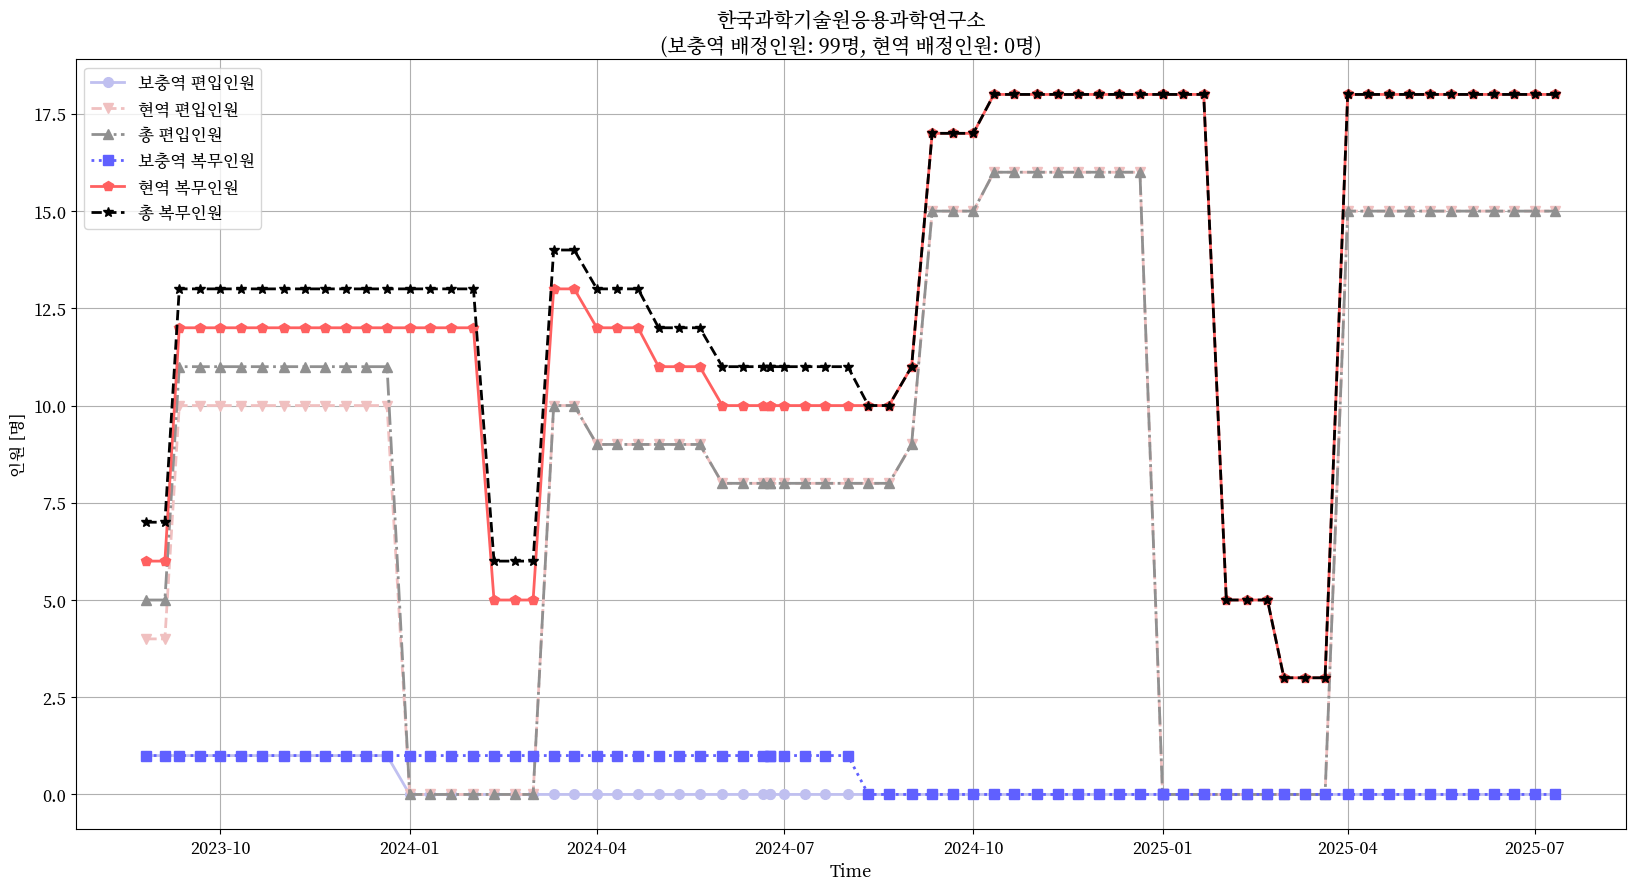 한국과학기술원응용과학연구소
(보충역 배정인원: 99명, 현역 배정인원: 0명)
보충역 편입인원
현역 편입인원
총 편입인원
보충역 복무인원
현역 복무인원
총 복무인원
인원 [명]
17.5
15.0
12.5
10.0
7.5
5.0
2.5
0.0
2023-10
2024-01
2024-04
2024-07
2024-10
2025-01
2025-04
2025-07
Time